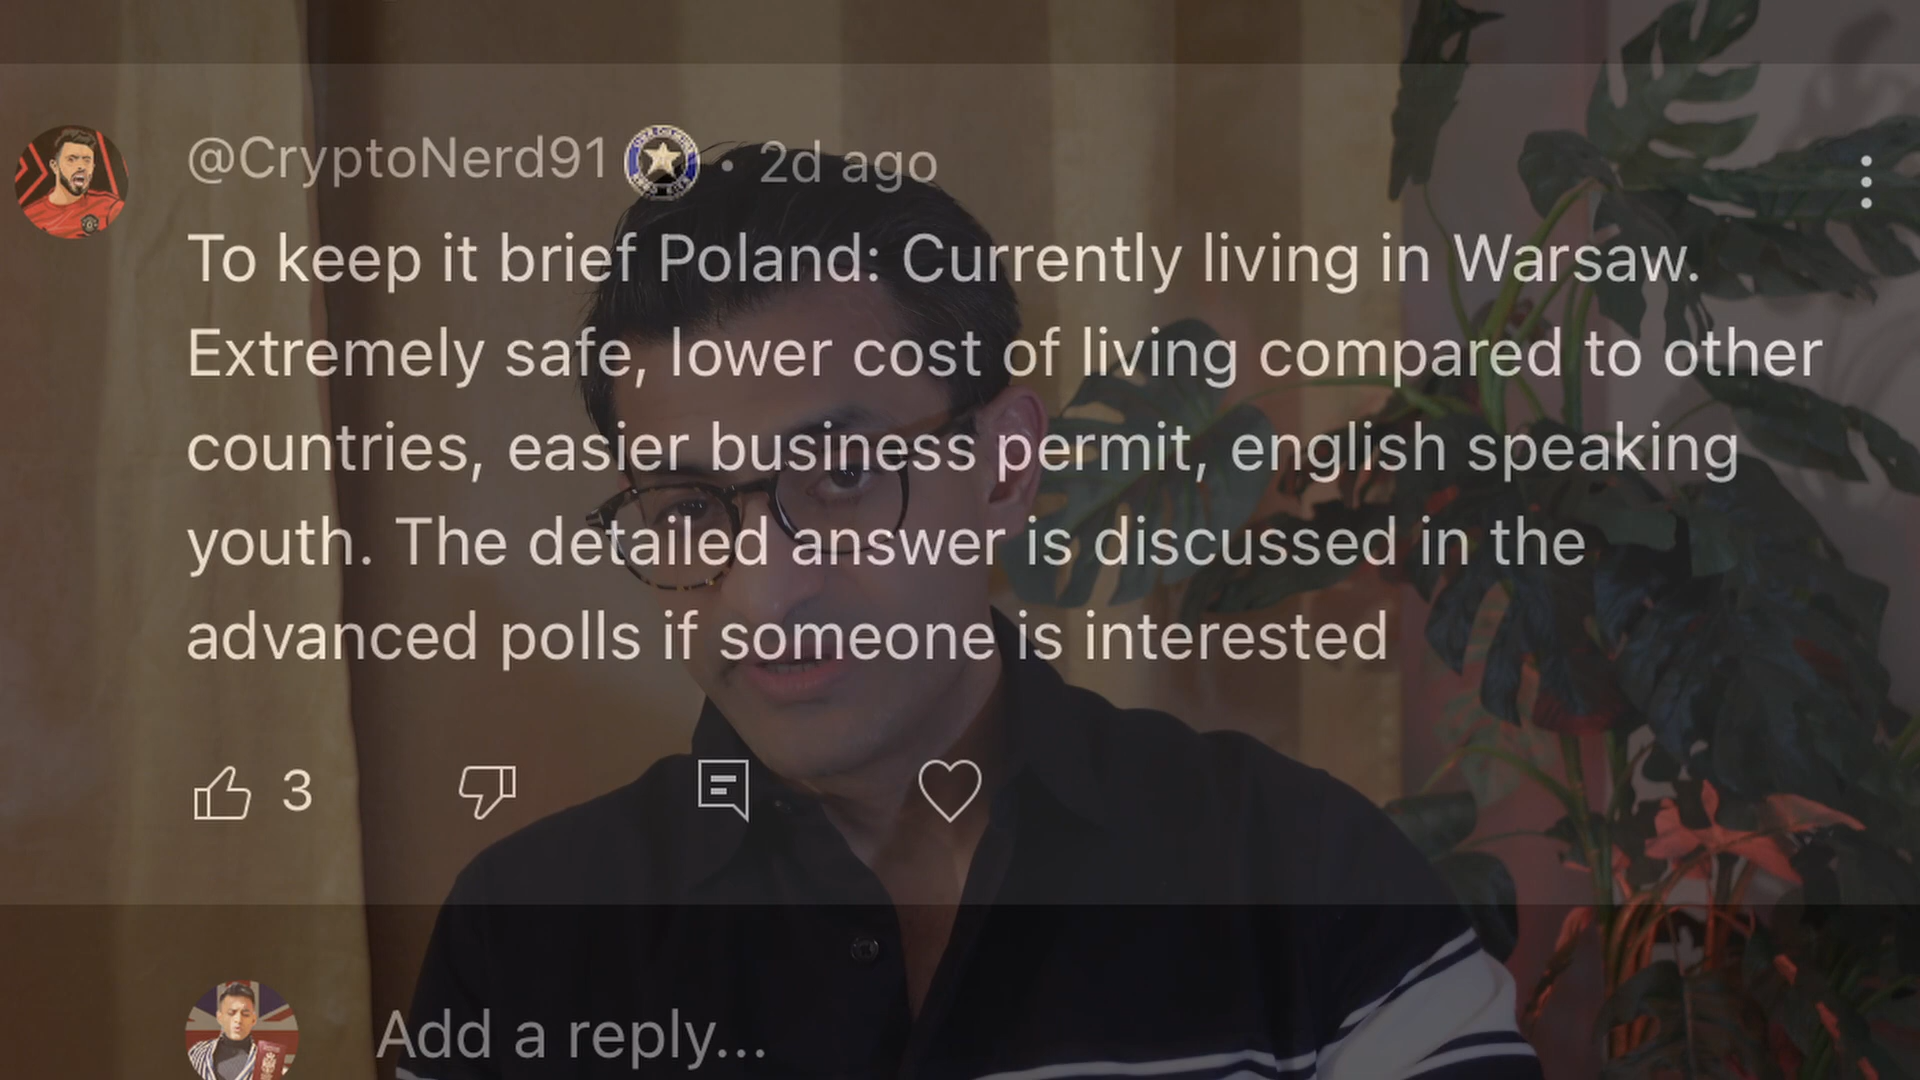 @CryptoNerd91 • 2d ago
To keep it brief Poland: Currently living in Warsaw.
Extremely safe, lower cost of living compared to other
countries, easier business permit, english speaking
youth. The detailed answer is discussed in the
advanced polls if someone is interested
3
Add a reply...